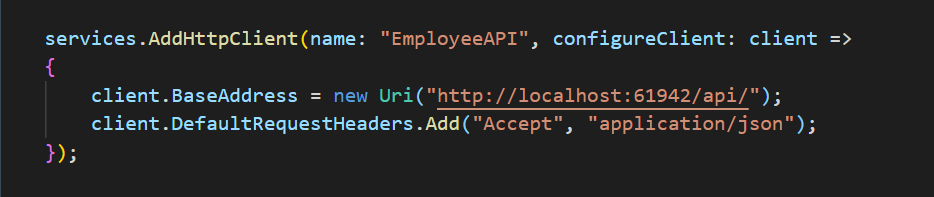 services.AddHttpClient(name: "EmployeeAPI", configureClient: client =>
{
    client.BaseAddress = new Uri("http://localhost:61942/api/");
    client.DefaultRequestHeaders.Add("Accept", "application/json");
});